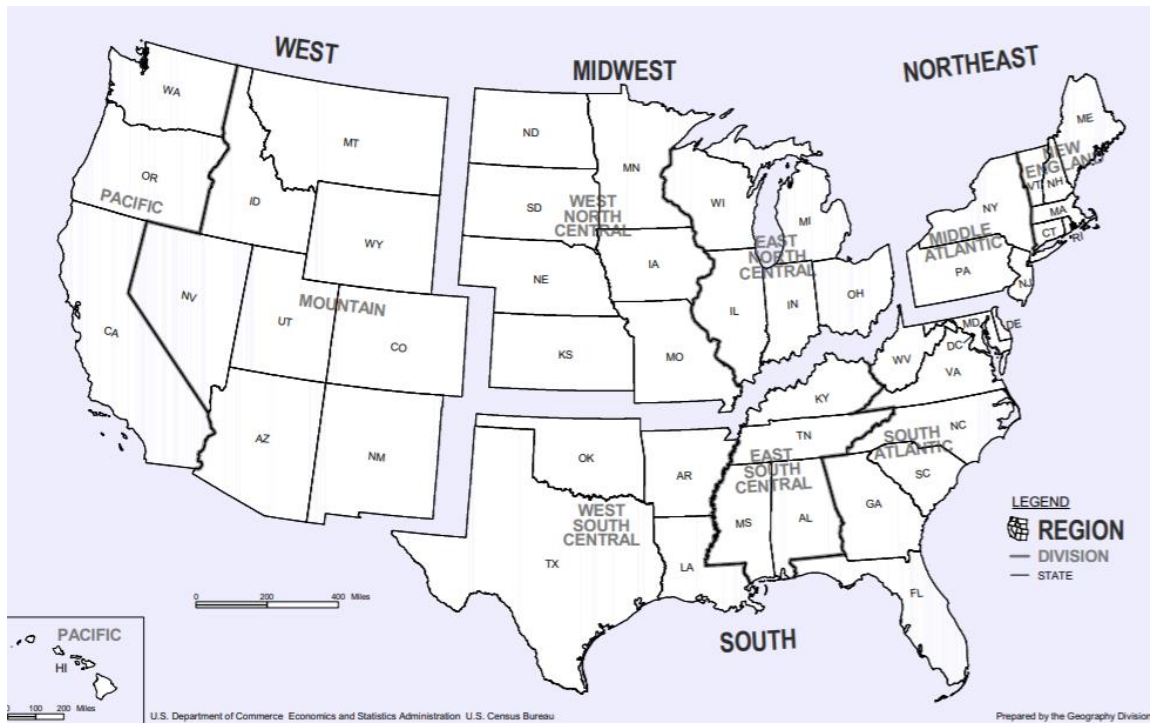 WEST
MIDWEST
NORTHEAST
WA
MT
ND
MN
ME
OR
PACIFIC
ID
SD
WEST
NORTH
CENTRAL
WI
MI
NY
NEW
ENGLAND
VT
NH
MA
CT
RI
WY
NE
IA
EAST
NORTH
CENTRAL
MIDDLE
ATLANTIC
PA
NJ
NV
MOUNTAIN
UT
CO
CA
KS
MO
IL
IN
OH
MD
DE
DC
WV
VA
KY
AZ
NM
OK
AR
TN
NC
EAST
SOUTH
CENTRAL
SOUTH
ATLANTIC
SC
WEST
SOUTH
CENTRAL
TX
LA
MS
AL
GA
FL
LEGEND
REGION
DIVISION
STATE
0 200 400 Miles
SOUTH
PACIFIC
HI
0 100 200 Miles
U.S. Department of Commerce Economics and Statistics Administration U.S. Census Bureau
Prepared by the Geography Division